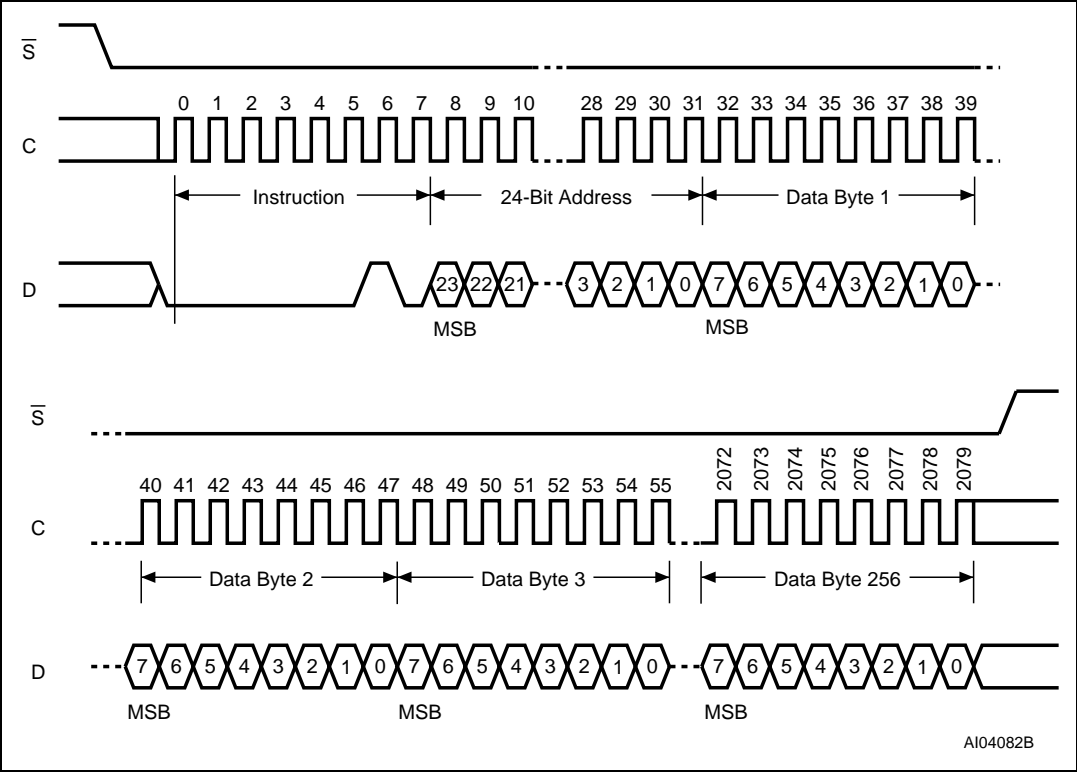 S
0 1 2 3 4 5 6 7 8 9 10 28 29 30 31 32 33 34 35 36 37 38 39
C
Instruction 24-Bit Address Data Byte 1
D
23 22 21 3 2 1 0 7 6 5 4 3 2 1 0
MSB MSB
S
2072 2073 2074 2075 2076 2077 2078 2079
40 41 42 43 44 45 46 47 48 49 50 51 52 53 54 55
C
Data Byte 2 Data Byte 3 Data Byte 256
D
7 6 5 4 3 2 1 0 7 6 5 4 3 2 1 0 7 6 5 4 3 2 1 0
MSB MSB MSB
AI04082B